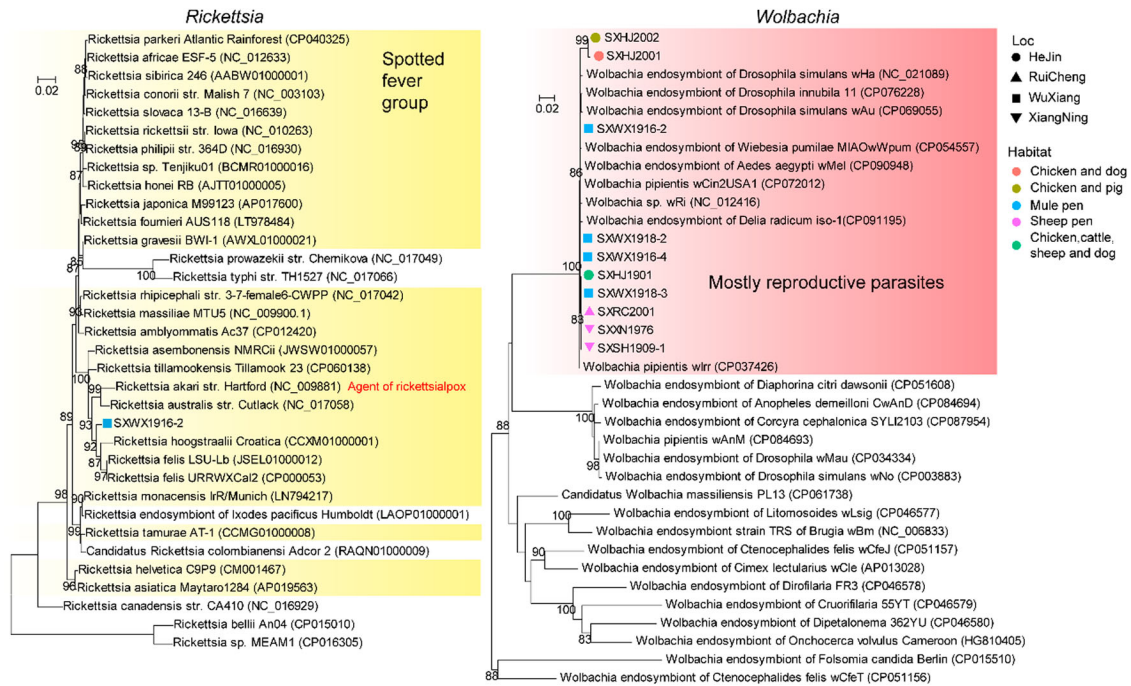 Rickettsia
Rickettsia parkeri Atlantic Rainforest (CP040325)
Rickettsia africae ESF-5 (NC_012633)
Rickettsia sibirica 246 (AABW01000001)
Rickettsia conorii str. Malish 7 (NC_003103)
Rickettsia slovaca 13-B (NC_016639)
Rickettsia rickettsii str. Iowa (NC_010263)
Rickettsia philipii str. 364D (NC_016930)
Rickettsia sp. Tenjiku01 (BCMR01000016)
Rickettsia honei RB (AJTT01000005)
Rickettsia japonica M99123 (AP017600)
Rickettsia fournieri AUS118 (LT978484)
Rickettsia gravesii BWI-1 (AWXL01000021)
Rickettsia prowazekii str. Chernikova (NC_017049)
Rickettsia typhi str. TH1527 (NC_017066)
Rickettsia rhipicephali str. 3-7-female6-CWPP (NC_017042)
Rickettsia massiliae MTU5 (NC_009900.1)
Rickettsia amblyommatis Ac37 (CP012420)
Rickettsia asembonensis NMRCii (JWSW01000057)
Rickettsia tillamookensis Tillamook 23 (CP060138)
Rickettsia akari str. Hartford (NC_009881) Agent of rickettsialpox
Rickettsia australis str. Cutlack (NC_017058)
SXWX1916-2
Rickettsia hoogstraalii Croatica (CCXM01000001)
Rickettsia felis LSU-Lb (JSEL01000012)
Rickettsia felis URRWXCal2 (CP000053)
Rickettsia monacensis IrR/Munich (LN794217)
Rickettsia endosymbiont of Ixodes pacificus Humboldt (LAOP01000001)
Rickettsia tamurae AT-1 (CCMG01000008)
Candidatus Rickettsia colombianensi Adcor 2 (RAQN01000009)
Rickettsia helvetica C9P9 (CM001467)
Rickettsia asiatica Maytaro1284 (AP019563)
Rickettsia canadensis str. CA410 (NC_016929)
Rickettsia bellii An04 (CP015010)
Rickettsia sp. MEAM1 (CP016305)
Spotted
fever
group
0.02
88
87
100
93
100
99
89
93
92
87
97
98
90
99
96
Wolbachia
SXHJ2002
SXHJ2001
Wolbachia endosymbiont of Drosophila simulans wHa (NC_021089)
Wolbachia endosymbiont of Drosophila innubila 11 (CP076228)
Wolbachia endosymbiont of Drosophila simulans wAu (CP069055)
SXWX1916-2
Wolbachia endosymbiont of Wiebesia pumilae MIAOwWpum (CP054557)
Wolbachia endosymbiont of Aedes aegypti wMel (CP090948)
Wolbachia pipientis wCin2USA1 (CP072012)
Wolbachia sp. wRi (NC_012416)
Wolbachia endosymbiont of Delia radicum iso-1(CP091195)
SXWX1918-2
SXWX1916-4
SXHJ1901
SXWX1918-3
SXRC2001
SXXN1976
SXSH1909-1
Wolbachia pipientis wIrr (CP037426)
Mostly reproductive parasites
Wolbachia endosymbiont of Diaphorina citri dawsonii (CP051608)
Wolbachia endosymbiont of Anopheles demeilloni CwAnD (CP084694)
Wolbachia endosymbiont of Corcyra cephalonica SYLI2103 (CP087954)
Wolbachia pipientis wAnM (CP084693)
Wolbachia endosymbiont of Drosophila wMau (CP034334)
Wolbachia endosymbiont of Drosophila simulans wNo (CP003883)
Candidatus Wolbachia massiliensis PL13 (CP061738)
Wolbachia endosymbiont of Litomosoides wLsig (CP046577)
Wolbachia endosymbiont strain TRS of Brugia wBm (NC_006833)
Wolbachia endosymbiont of Ctenocephalides felis wCfeJ (CP051157)
Wolbachia endosymbiont of Cimex lectularius wCle (AP013028)
Wolbachia endosymbiont of Dirofilaria FR3 (CP046578)
Wolbachia endosymbiont of Cruorifilaria 55YT (CP046579)
Wolbachia endosymbiont of Dipetalonema 362YU (CP046580)
Wolbachia endosymbiont of Onchocerca volvulus Cameroon (HG810405)
Wolbachia endosymbiont of Folsomia candida Berlin (CP015510)
Wolbachia endosymbiont of Ctenocephalides felis wCfeT (CP051156)
0.02
99
86
100
83
88
100
98
100
90
100
83
88
Loc
HeJin
RuiCheng
WuXiang
XiangNing
Habitat
Chicken and dog
Chicken and pig
Mule pen
Sheep pen
Chicken,cattle,
sheep and dog